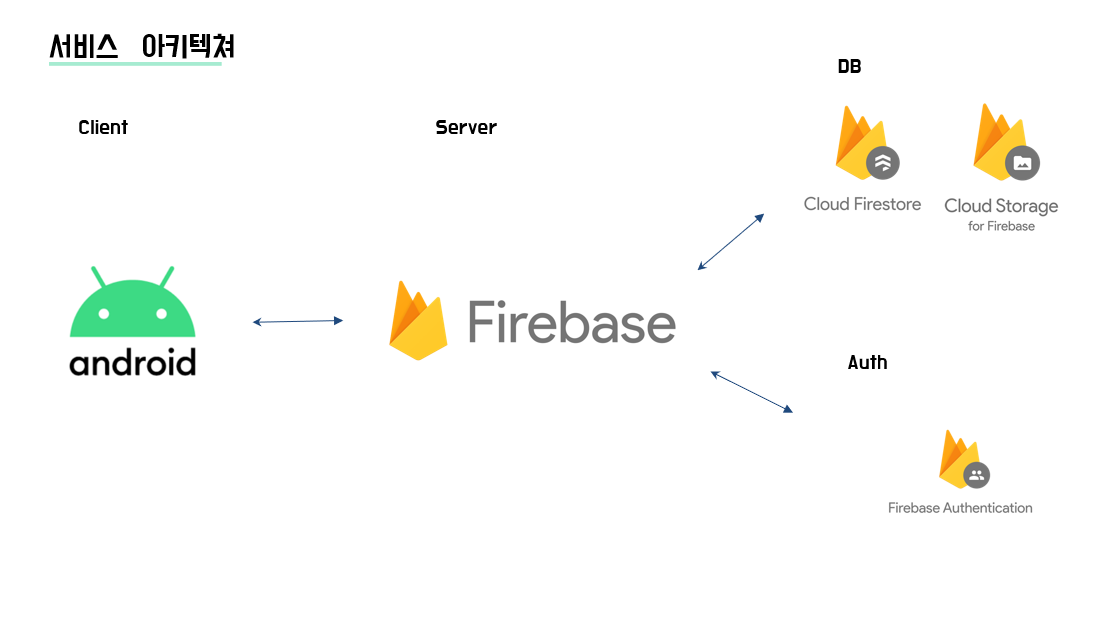 서비스 아키텍쳐
Client
Server
DB
Cloud Firestore
Cloud Storage
for Firebase
android
Firebase
Auth
Firebase Authentication